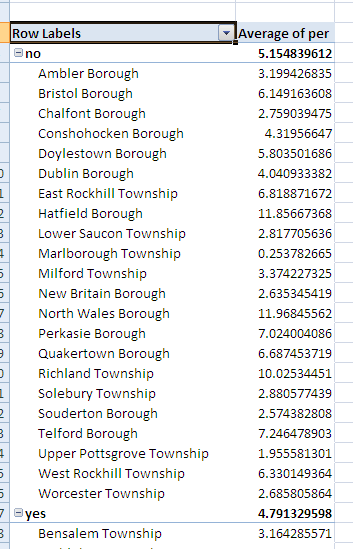 Row Labels Average of per
no 5.154839612
Ambler Borough 3.199426835
Bristol Borough 6.149163608
Chalfont Borough 2.759039475
Conshohocken Borough 4.31956647
Doylestown Borough 5.803501686
Dublin Borough 4.040933382
East Rockhill Township 6.818871672
Hatfield Borough 11.85667368
Lower Saucon Township 2.817705636
Marlborough Township 0.253782665
Milford Township 3.374227325
New Britain Borough 2.635345419
North Wales Borough 11.96845562
Perkasie Borough 7.024004086
Quakertown Borough 6.687453719
Richland Township 10.02534451
Solebury Township 2.880577439
Souderton Borough 2.574382808
Telford Borough 7.246478903
Upper Pottsgrove Township 1.955581301
West Rockhill Township 6.330149364
Worcester Township 2.685805864
yes 4.791329598
Bensalem Township 3.164285571